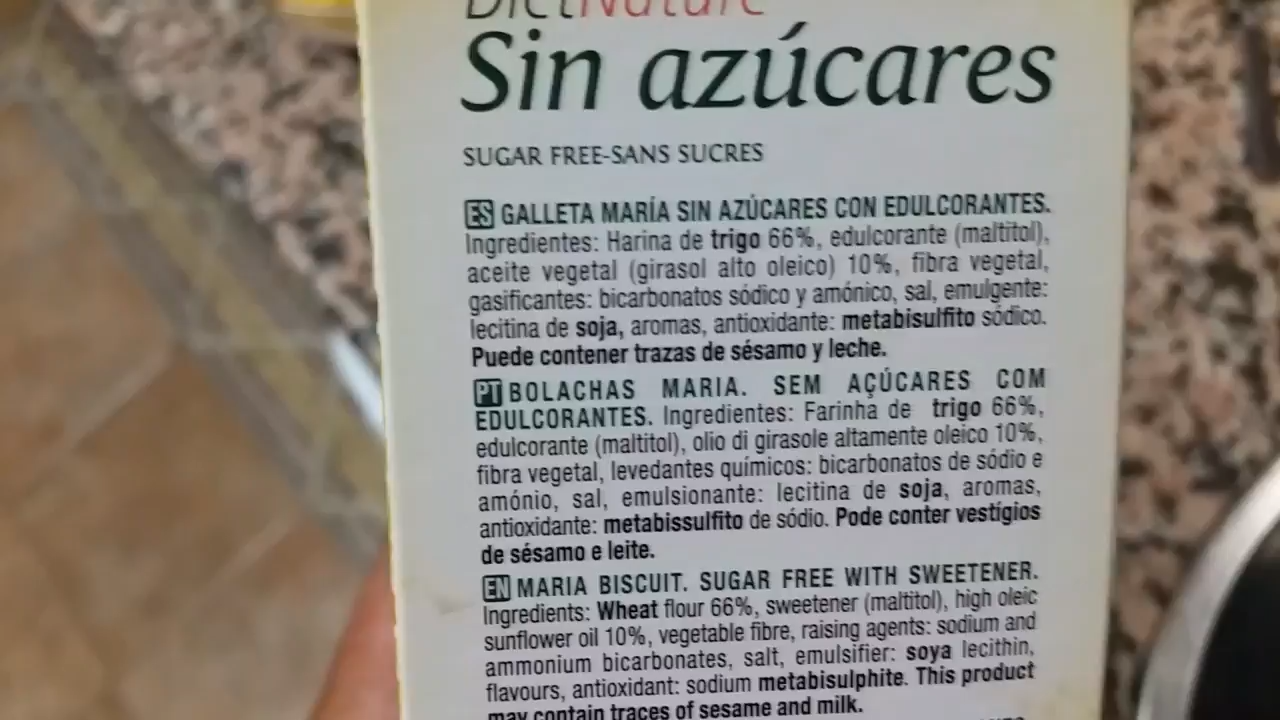 DietNature
Sin azúcares
SUGAR FREE-SANS SUCRES
ES GALLETA MARÍA SIN AZÚCARES CON EDULCORANTES.
Ingredientes: Harina de trigo 66%, edulcorante (maltitol),
aceite vegetal (girasol alto oleico) 10%, fibra vegetal,
gasificantes: bicarbonatos sódico y amónico, sal, emulgente:
lecitina de soja, aromas, antioxidante: metabisulfito sódico.
Puede contener trazas de sésamo y leche.
PT BOLACHAS MARIA. SEM AÇÚCARES COM
EDULCORANTES. Ingredientes: Farinha de trigo 66%,
edulcorante (maltitol), olio di girasole altamente oleico 10%,
fibra vegetal, levedantes químicos: bicarbonatos de sódio e
amónio, sal, emulsionante: lecitina de soja, aromas,
antioxidante: metabissulfito de sódio. Pode conter vestígios
de sésamo e leite.
EN MARIA BISCUIT. SUGAR FREE WITH SWEETENER.
Ingredients: Wheat flour 66%, sweetener (maltitol), high oleic
sunflower oil 10%, vegetable fibre, raising agents: sodium and
ammonium bicarbonates, salt, emulsifier: soya lecithin,
flavours, antioxidant: sodium metabisulphite. This product
may contain traces of sesame and milk.